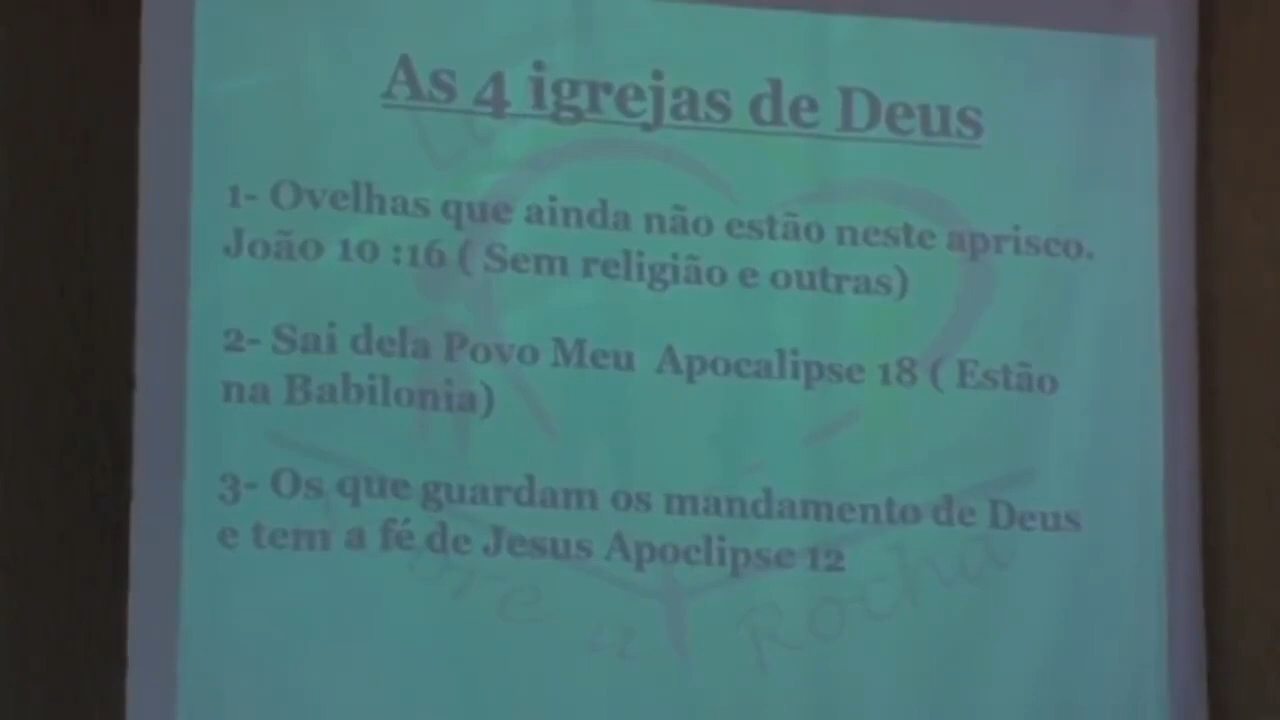 As 4 igrejas de Deus
1- Ovelhas que ainda não estão neste aprisco.
João 10 :16 ( Sem religião e outras)
2- Sai dela Povo Meu Apocalipse 18 ( Estão
na Babilonia)
3- Os que guardam os mandamento de Deus
e tem a fé de Jesus Apoclipse 12
a Rocha